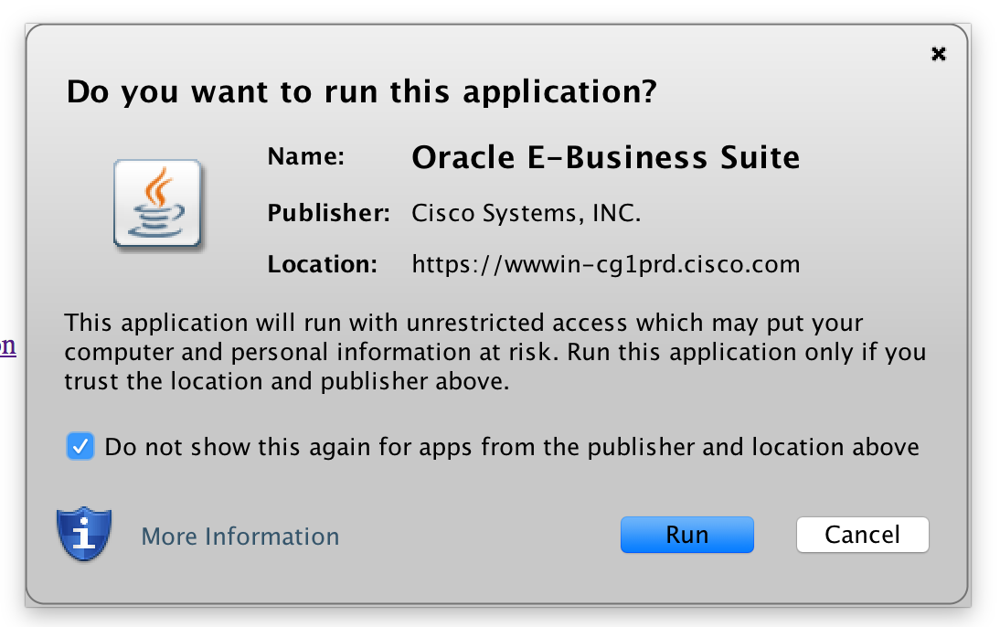 Do you want to run this application?
Name: Oracle E-Business Suite
Publisher: Cisco Systems, INC.
Location: https://wwwin-cg1prd.cisco.com
This application will run with unrestricted access which may put your
computer and personal information at risk. Run this application only if you
trust the location and publisher above.
on
Do not show this again for apps from the publisher and location above
More Information
Run
Cancel